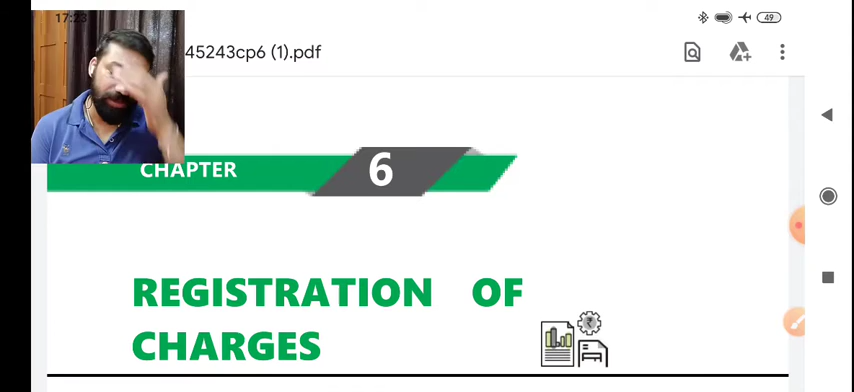 17:23
49
45243cp6 (1).pdf
CHAPTER 6
REGISTRATION OF
CHARGES
₹